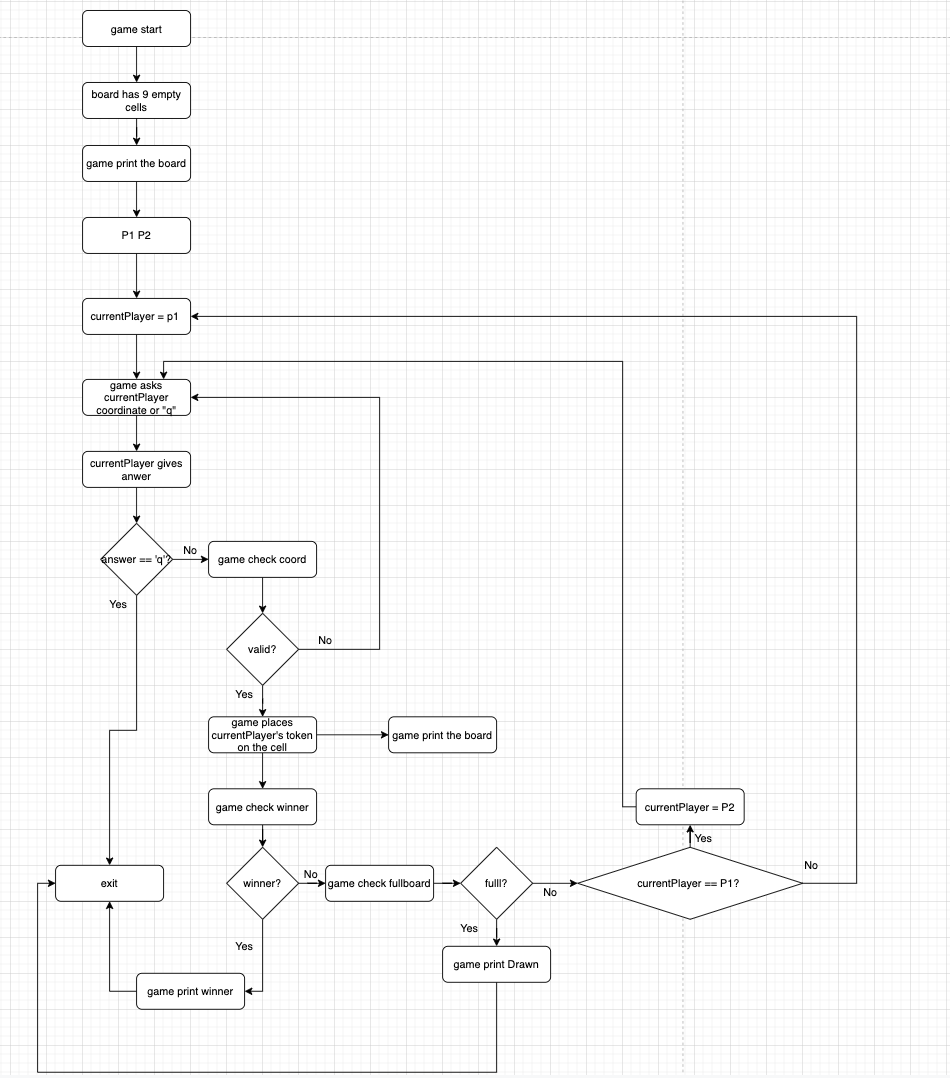 game start
board has 9 empty
cells
game print the board
P1 P2
currentPlayer = p1
game asks
currentPlayer
coordinate or "q"
currentPlayer gives
anwer
answer == 'q'?
No
game check coord
Yes
valid?
No
Yes
game places
currentPlayer's token
on the cell
game print the board
game check winner
currentPlayer = P2
Yes
winner?
No
game check fullboard
fulll?
No
currentPlayer == P1?
No
Yes
Yes
game print Drawn
exit
game print winner